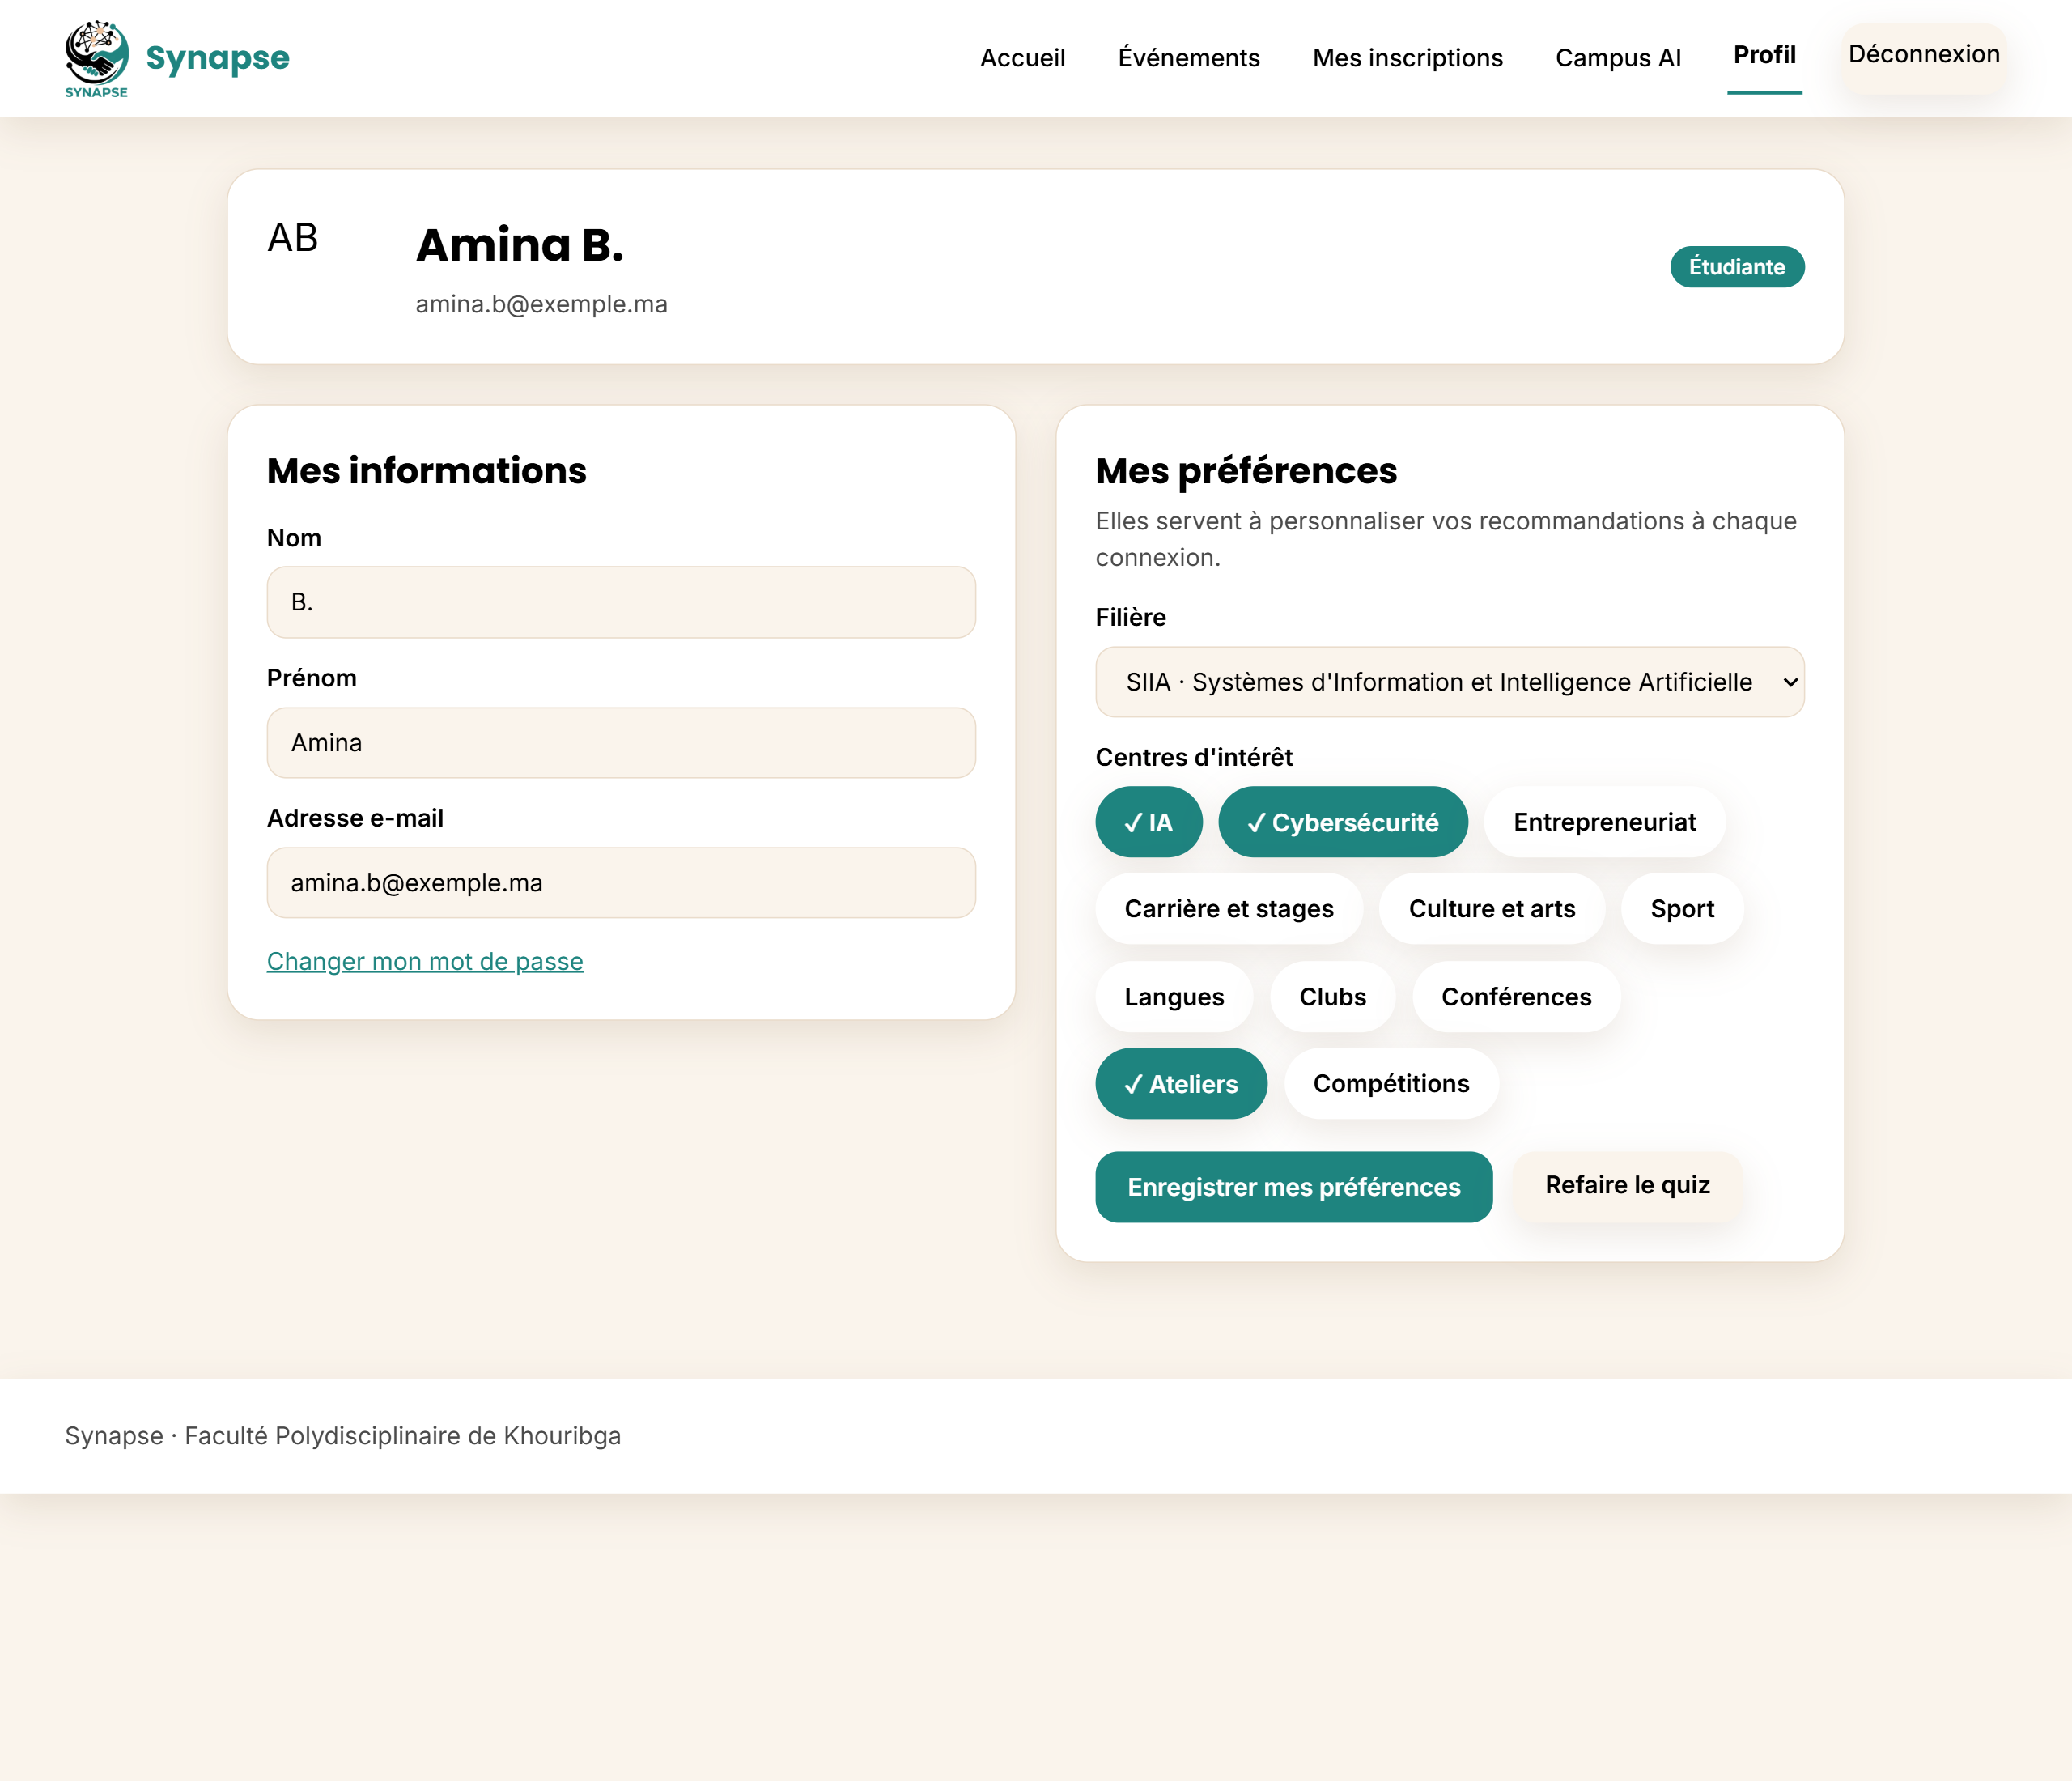 SYNAPSE
Synapse
Accueil
Événements
Mes inscriptions
Campus AI
Profil
Déconnexion
AB
Amina B.
amina.b@exemple.ma
Étudiante
Mes informations
Nom
B.
Prénom
Amina
Adresse e-mail
amina.b@exemple.ma
Changer mon mot de passe
Mes préférences
Elles servent à personnaliser vos recommandations à chaque
connexion.
Filière
SIIA · Systèmes d'Information et Intelligence Artificielle
Centres d'intérêt
✓ IA
✓ Cybersécurité
Entrepreneuriat
Carrière et stages
Culture et arts
Sport
Langues
Clubs
Conférences
✓ Ateliers
Compétitions
Enregistrer mes préférences
Refaire le quiz
Synapse · Faculté Polydisciplinaire de Khouribga